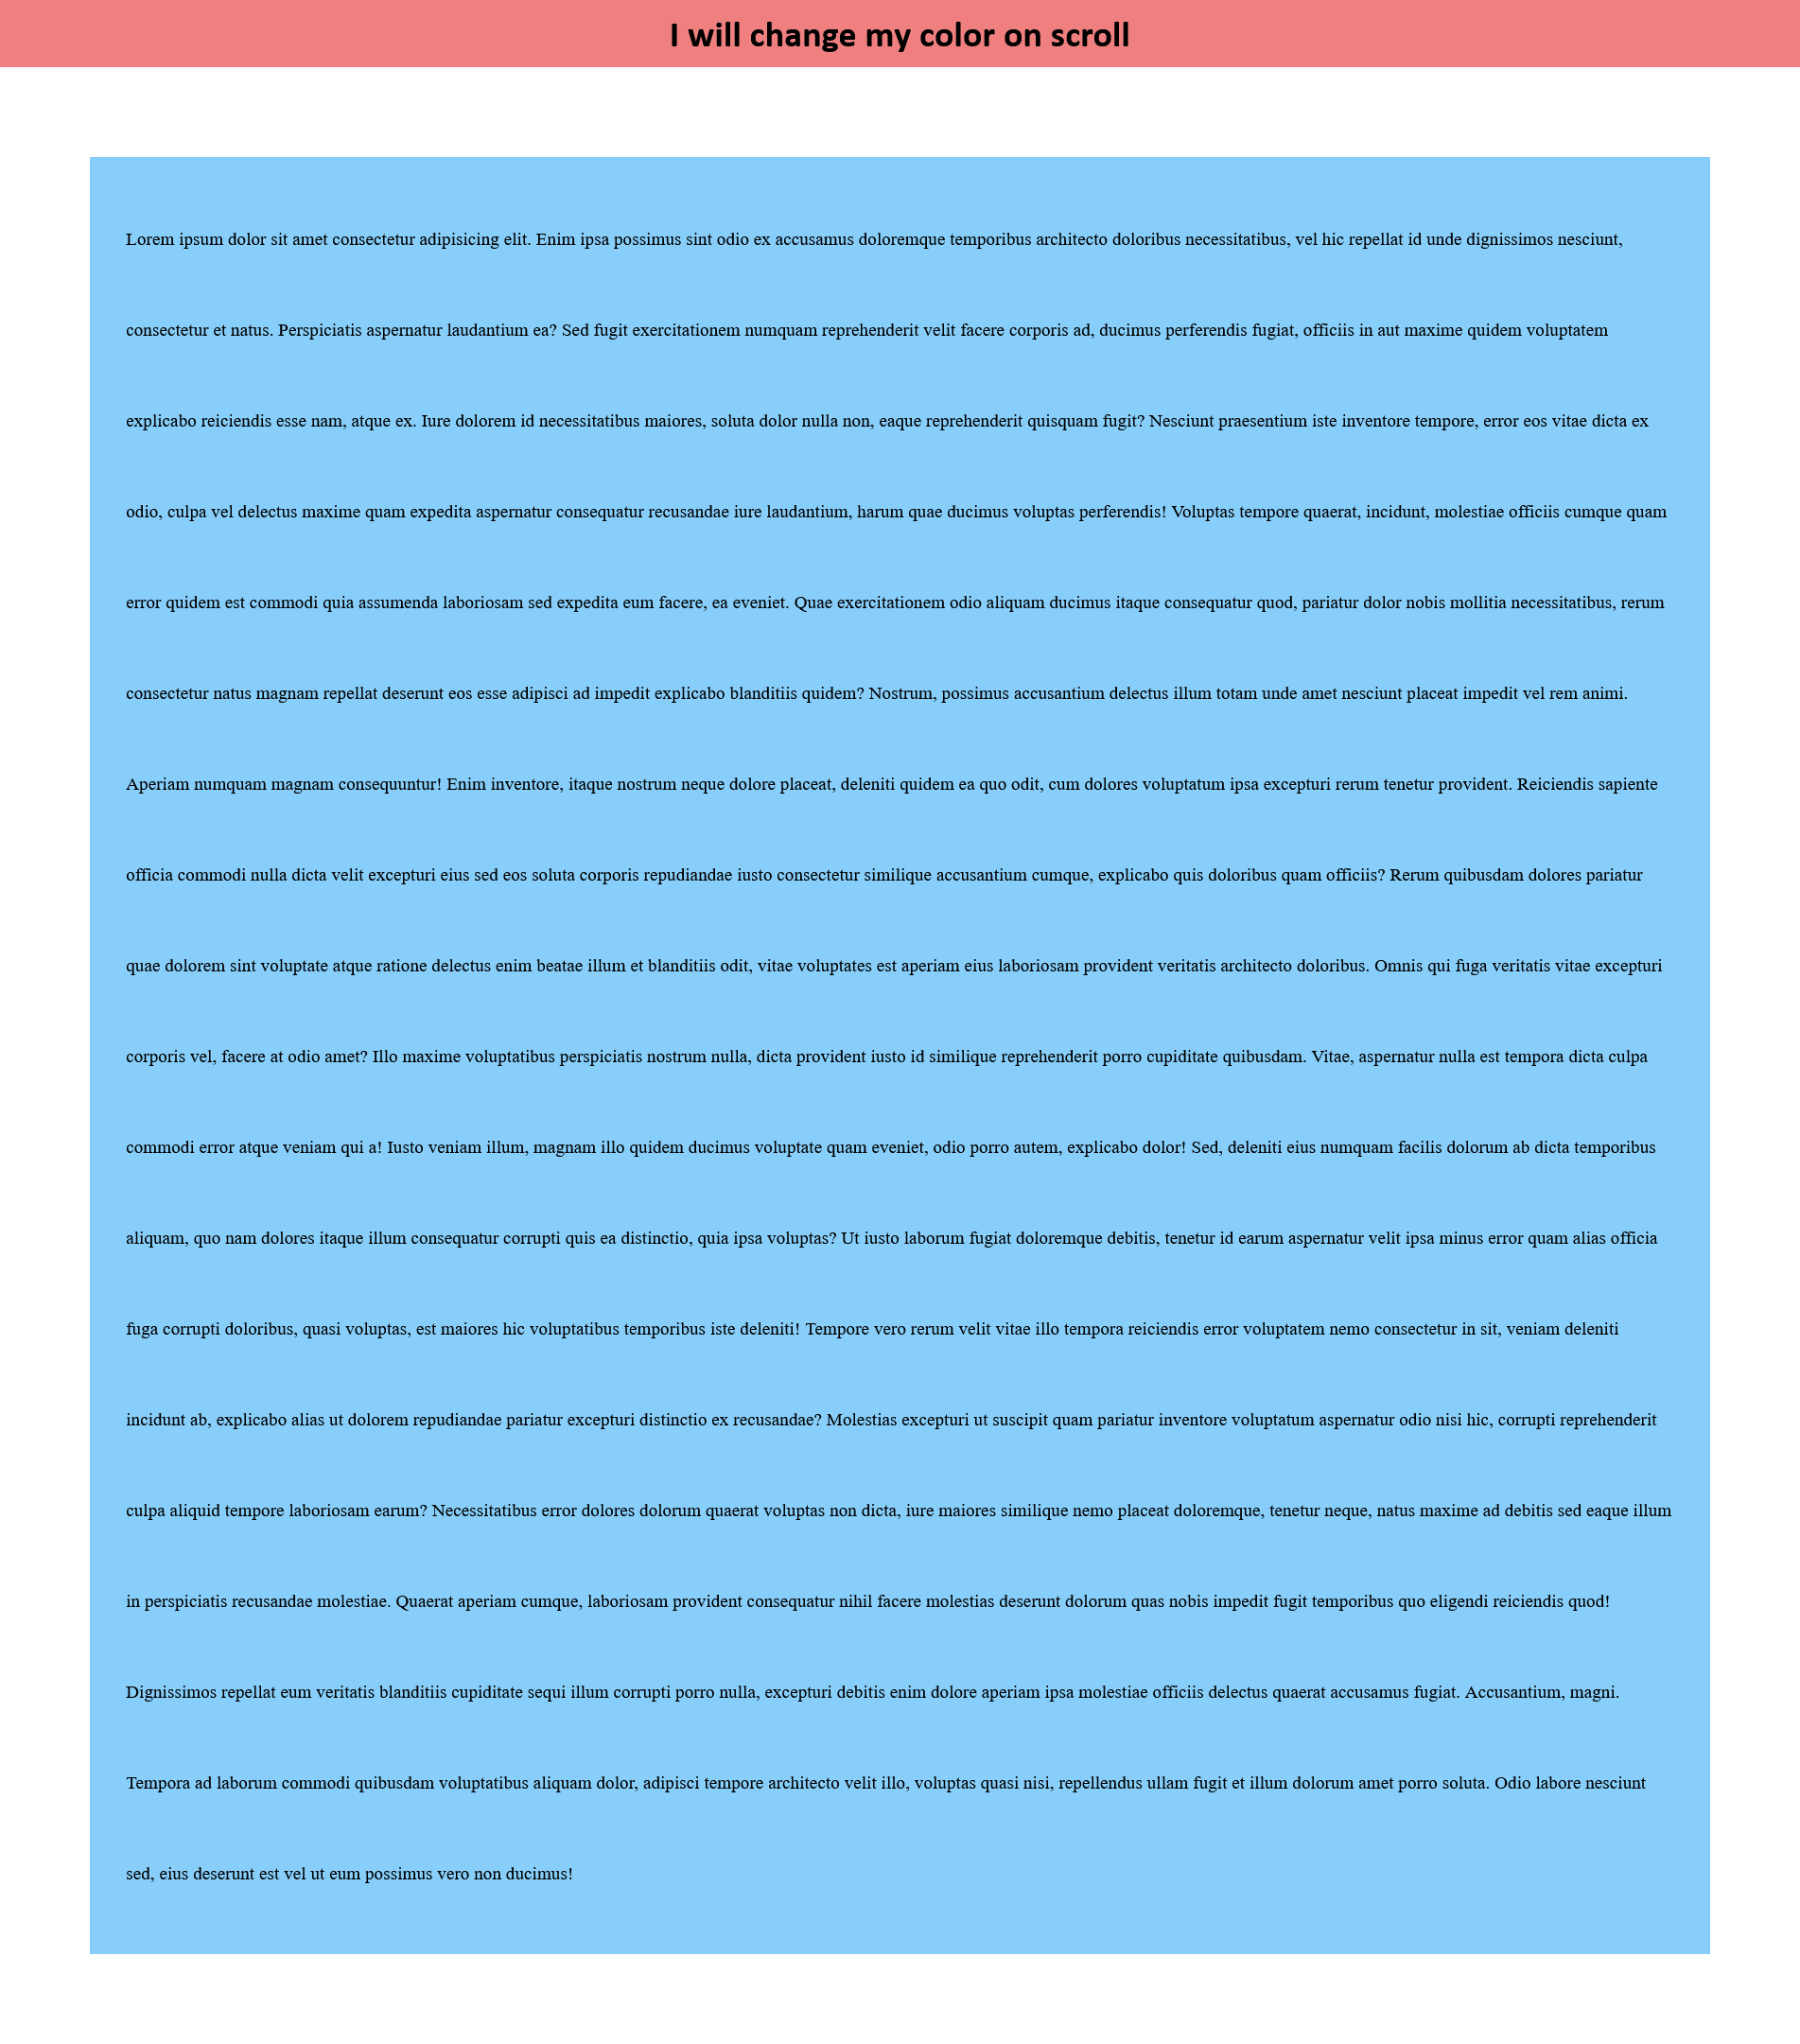 I will change my color on scroll
Lorem ipsum dolor sit amet consectetur adipisicing elit. Enim ipsa possimus sint odio ex accusamus doloremque temporibus architecto doloribus necessitatibus, vel hic repellat id unde dignissimos nesciunt,
consectetur et natus. Perspiciatis aspernatur laudantium ea? Sed fugit exercitationem numquam reprehenderit velit facere corporis ad, ducimus perferendis fugiat, officiis in aut maxime quidem voluptatem
explicabo reiciendis esse nam, atque ex. Iure dolorem id necessitatibus maiores, soluta dolor nulla non, eaque reprehenderit quisquam fugit? Nesciunt praesentium iste inventore tempore, error eos vitae dicta ex
odio, culpa vel delectus maxime quam expedita aspernatur consequatur recusandae iure laudantium, harum quae ducimus voluptas perferendis! Voluptas tempore quaerat, incidunt, molestiae officiis cumque quam
error quidem est commodi quia assumenda laboriosam sed expedita eum facere, ea eveniet. Quae exercitationem odio aliquam ducimus itaque consequatur quod, pariatur dolor nobis mollitia necessitatibus, rerum
consectetur natus magnam repellat deserunt eos esse adipisci ad impedit explicabo blanditiis quidem? Nostrum, possimus accusantium delectus illum totam unde amet nesciunt placeat impedit vel rem animi.
Aperiam numquam magnam consequuntur! Enim inventore, itaque nostrum neque dolore placeat, deleniti quidem ea quo odit, cum dolores voluptatum ipsa excepturi rerum tenetur provident. Reiciendis sapiente
officia commodi nulla dicta velit excepturi eius sed eos soluta corporis repudiandae iusto consectetur similique accusantium cumque, explicabo quis doloribus quam officiis? Rerum quibusdam dolores pariatur
quae dolorem sint voluptate atque ratione delectus enim beatae illum et blanditiis odit, vitae voluptates est aperiam eius laboriosam provident veritatis architecto doloribus. Omnis qui fuga veritatis vitae excepturi
corporis vel, facere at odio amet? Illo maxime voluptatibus perspiciatis nostrum nulla, dicta provident iusto id similique reprehenderit porro cupiditate quibusdam. Vitae, aspernatur nulla est tempora dicta culpa
commodi error atque veniam qui a! Iusto veniam illum, magnam illo quidem ducimus voluptate quam eveniet, odio porro autem, explicabo dolor! Sed, deleniti eius numquam facilis dolorum ab dicta temporibus
aliquam, quo nam dolores itaque illum consequatur corrupti quis ea distinctio, quia ipsa voluptas? Ut iusto laborum fugiat doloremque debitis, tenetur id earum aspernatur velit ipsa minus error quam alias officia
fuga corrupti doloribus, quasi voluptas, est maiores hic voluptatibus temporibus iste deleniti! Tempore vero rerum velit vitae illo tempora reiciendis error voluptatem nemo consectetur in sit, veniam deleniti
incidunt ab, explicabo alias ut dolorem repudiandae pariatur excepturi distinctio ex recusandae? Molestias excepturi ut suscipit quam pariatur inventore voluptatum aspernatur odio nisi hic, corrupti reprehenderit
culpa aliquid tempore laboriosam earum? Necessitatibus error dolores dolorum quaerat voluptas non dicta, iure maiores similique nemo placeat doloremque, tenetur neque, natus maxime ad debitis sed eaque illum
in perspiciatis recusandae molestiae. Quaerat aperiam cumque, laboriosam provident consequatur nihil facere molestias deserunt dolorum quas nobis impedit fugit temporibus quo eligendi reiciendis quod!
Dignissimos repellat eum veritatis blanditiis cupiditate sequi illum corrupti porro nulla, excepturi debitis enim dolore aperiam ipsa molestiae officiis delectus quaerat accusamus fugiat. Accusantium, magni.
Tempora ad laborum commodi quibusdam voluptatibus aliquam dolor, adipisci tempore architecto velit illo, voluptas quasi nisi, repellendus ullam fugit et illum dolorum amet porro soluta. Odio labore nesciunt
sed, eius deserunt est vel ut eum possimus vero non ducimus!